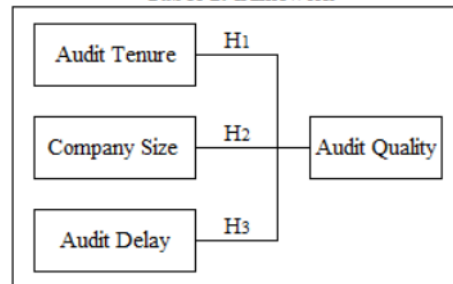 Audit Tenure
H1
Company Size
H2
Audit Quality
Audit Delay
H3